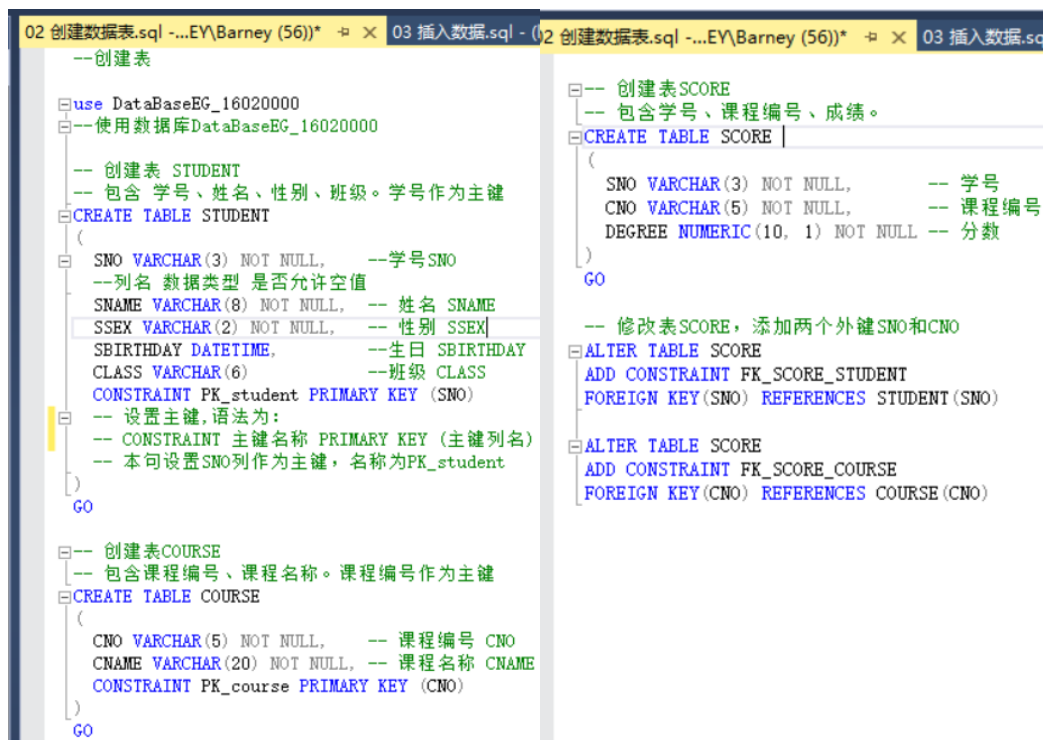 02 创建数据表.sql -...EY\Barney (56))*
03 插入数据.sql - (
--创建表
use DataBaseEG_16020000
--使用数据库DataBaseEG_16020000
-- 创建表 STUDENT
-- 包含 学号、姓名、性别、班级。学号作为主键
CREATE TABLE STUDENT
(
SNO VARCHAR(3) NOT NULL, --学号SNO
--列名 数据类型 是否允许空值
SNAME VARCHAR(8) NOT NULL, -- 姓名 SNAME
SSEX VARCHAR(2) NOT NULL, -- 性别 SSEX
SBIRTHDAY DATETIME, --生日 SBIRTHDAY
CLASS VARCHAR(6) --班级 CLASS
CONSTRAINT PK_student PRIMARY KEY (SNO)
-- 设置主键,语法为:
-- CONSTRAINT 主键名称 PRIMARY KEY (主键列名)
-- 本句设置SNO列作为主键，名称为PK_student
)
GO
-- 创建表COURSE
-- 包含课程编号、课程名称。课程编号作为主键
CREATE TABLE COURSE
(
CNO VARCHAR(5) NOT NULL, -- 课程编号 CNO
CNAME VARCHAR(20) NOT NULL, -- 课程名称 CNAME
CONSTRAINT PK_course PRIMARY KEY (CNO)
)
GO
2 创建数据表.sql -...EY\Barney (56))*
03 插入数据.sq
-- 创建表SCORE
-- 包含学号、课程编号、成绩。
CREATE TABLE SCORE
(
SNO VARCHAR(3) NOT NULL, -- 学号
CNO VARCHAR(5) NOT NULL, -- 课程编号
DEGREE NUMERIC(10, 1) NOT NULL -- 分数
)
GO
-- 修改表SCORE，添加两个外键SNO和CNO
ALTER TABLE SCORE
ADD CONSTRAINT FK_SCORE_STUDENT
FOREIGN KEY(SNO) REFERENCES STUDENT(SNO)
ALTER TABLE SCORE
ADD CONSTRAINT FK_SCORE_COURSE
FOREIGN KEY(CNO) REFERENCES COURSE(CNO)